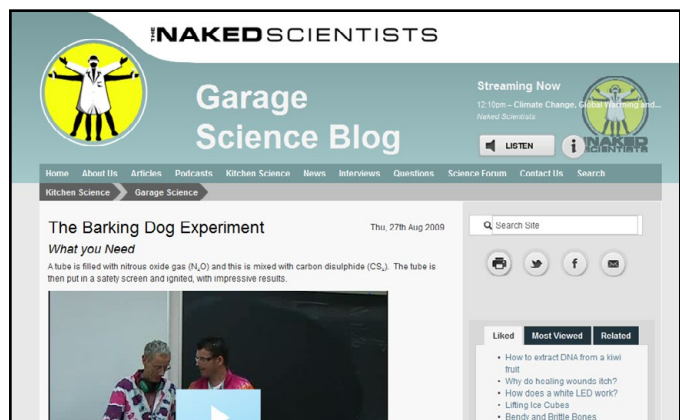 THE NAKED SCIENTISTS
Garage
Science Blog
Streaming Now
12:10pm – Climate Change, Global Warming and...
Naked Scientists
LISTEN
i
NAKED
SCIENTISTS
Home About Us Articles Podcasts Kitchen Science News Interviews Questions Science Forum Contact Us Search
Kitchen Science Garage Science
The Barking Dog Experiment
Thu, 27th Aug 2009
What you Need
A tube is filled with nitrous oxide gas (N₂O) and this is mixed with carbon disulphide (CS₂). The tube is
then put in a safety screen and ignited, with impressive results.
Search Site
f
Liked Most Viewed Related
• How to extract DNA from a kiwi
fruit
• Why do healing wounds itch?
• How does a white LED work?
• Lifting Ice Cubes
• Bendy and Brittle Bones